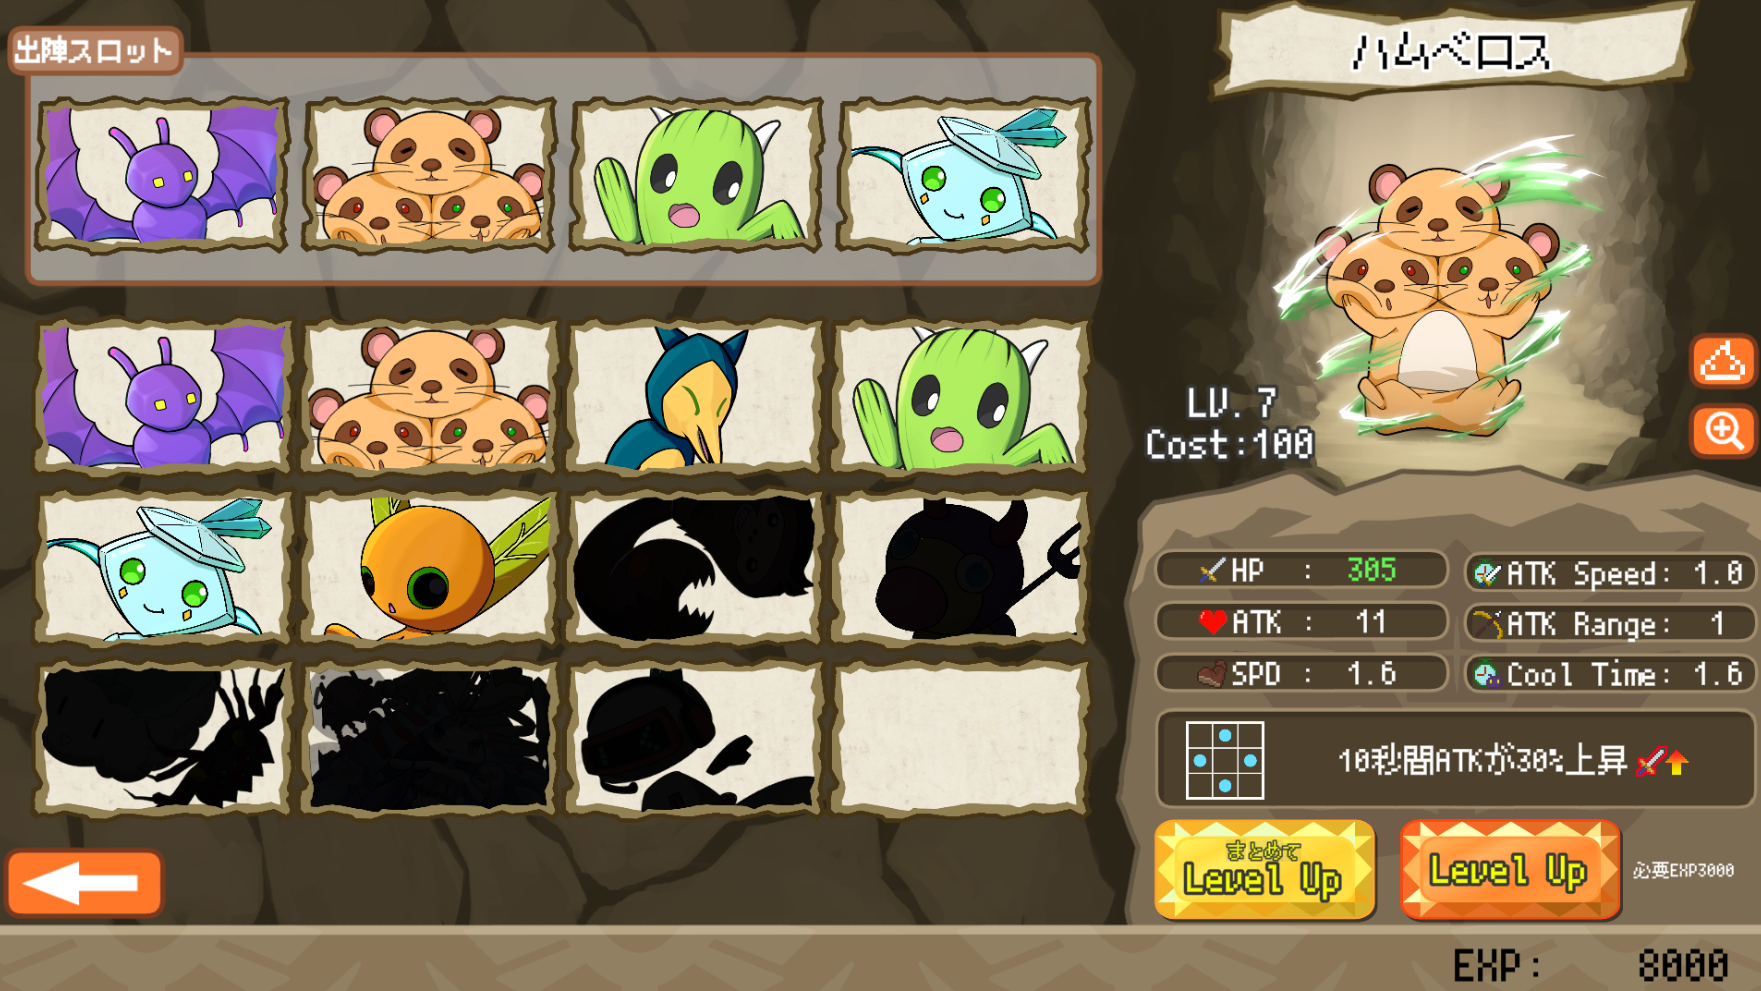 出陣スロット
ハムベロス
LV. 7
Cost:100
HP : 305
ATK Speed: 1.0
ATK : 11
ATK Range: 1
SPD : 1.6
Cool Time: 1.6
10秒間ATKが30%上昇
まとめて
Level Up
Level Up
必要EXP3000
EXP: 8000